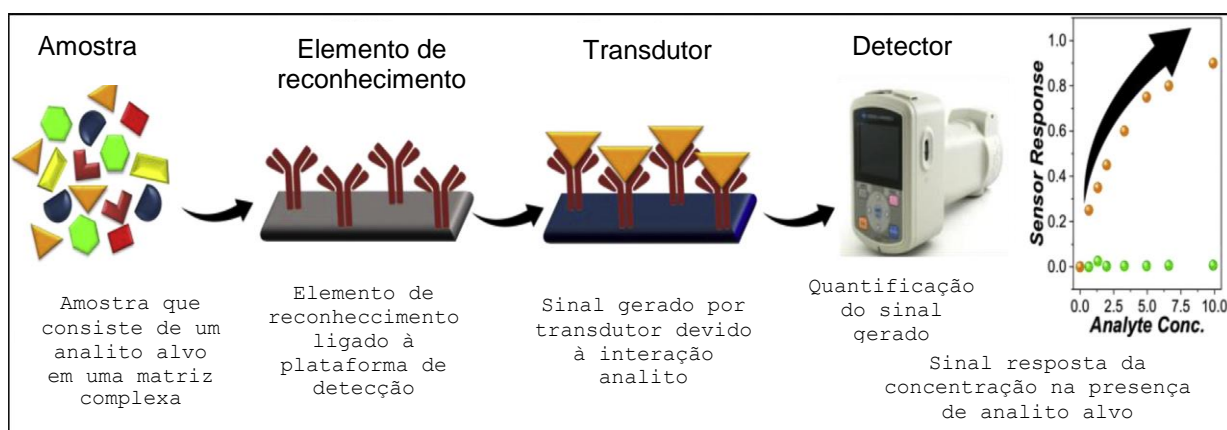 Amostra
Elemento de
reconhecimento
Transdutor
Detector
Amostra que
consiste de um
analito alvo
em uma matriz
complexa
Elemento de
reconheccimento
ligado à
plataforma de
detecção
Sinal gerado por
transdutor devido
à interação
analito
Quantificação
do sinal
gerado
Sensor Response
1.0
0.8
0.6
0.4
0.2
0.0
0.0 2.5 5.0 7.5 10.0
Analyte Conc.
Sinal resposta da
concentração na presença
de analito alvo